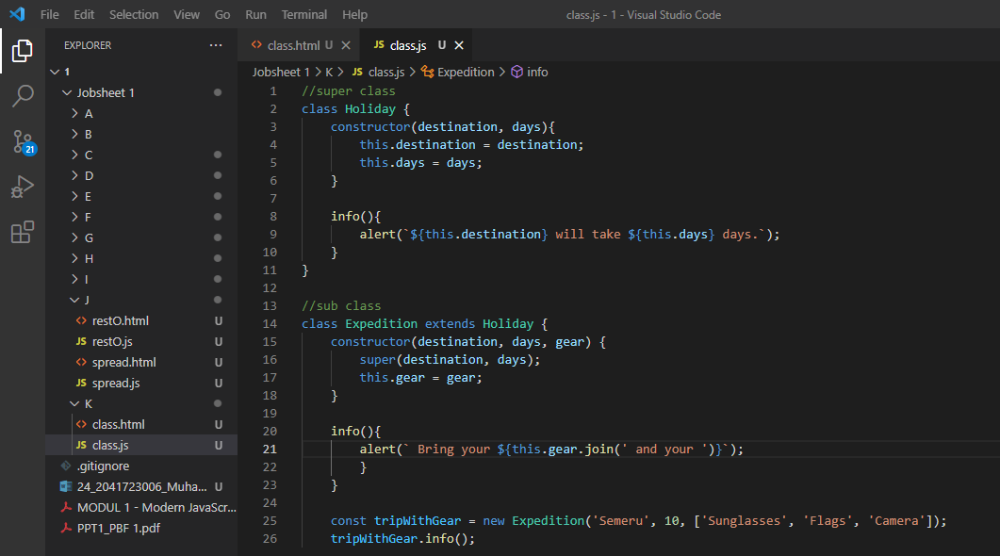 File Edit Selection View Go Run Terminal Help class.js - 1 - Visual Studio Code
EXPLORER ···
class.html U
JS class.js U
Jobsheet 1 > K > JS class.js > Expedition > info
1
Jobsheet 1
A
B
C
D
E
F
G
H
I
J
restO.html U
JS restO.js U
spread.html U
JS spread.js U
K
class.html U
JS class.js U
.gitignore
24_2041723006_Muha... U
MODUL 1 - Modern JavaScr...
PPT1_PBF 1.pdf
21
1 //super class
2 class Holiday {
3 constructor(destination, days){
4 this.destination = destination;
5 this.days = days;
6 }
7
8 info(){
9 alert(`${this.destination} will take ${this.days} days.`);
10 }
11 }
12
13 //sub class
14 class Expedition extends Holiday {
15 constructor(destination, days, gear) {
16 super(destination, days);
17 this.gear = gear;
18 }
19
20 info(){
21 alert(` Bring your ${this.gear.join(' and your ')}`);
22 }
23 }
24
25 const tripWithGear = new Expedition('Semeru', 10, ['Sunglasses', 'Flags', 'Camera']);
26 tripWithGear.info();